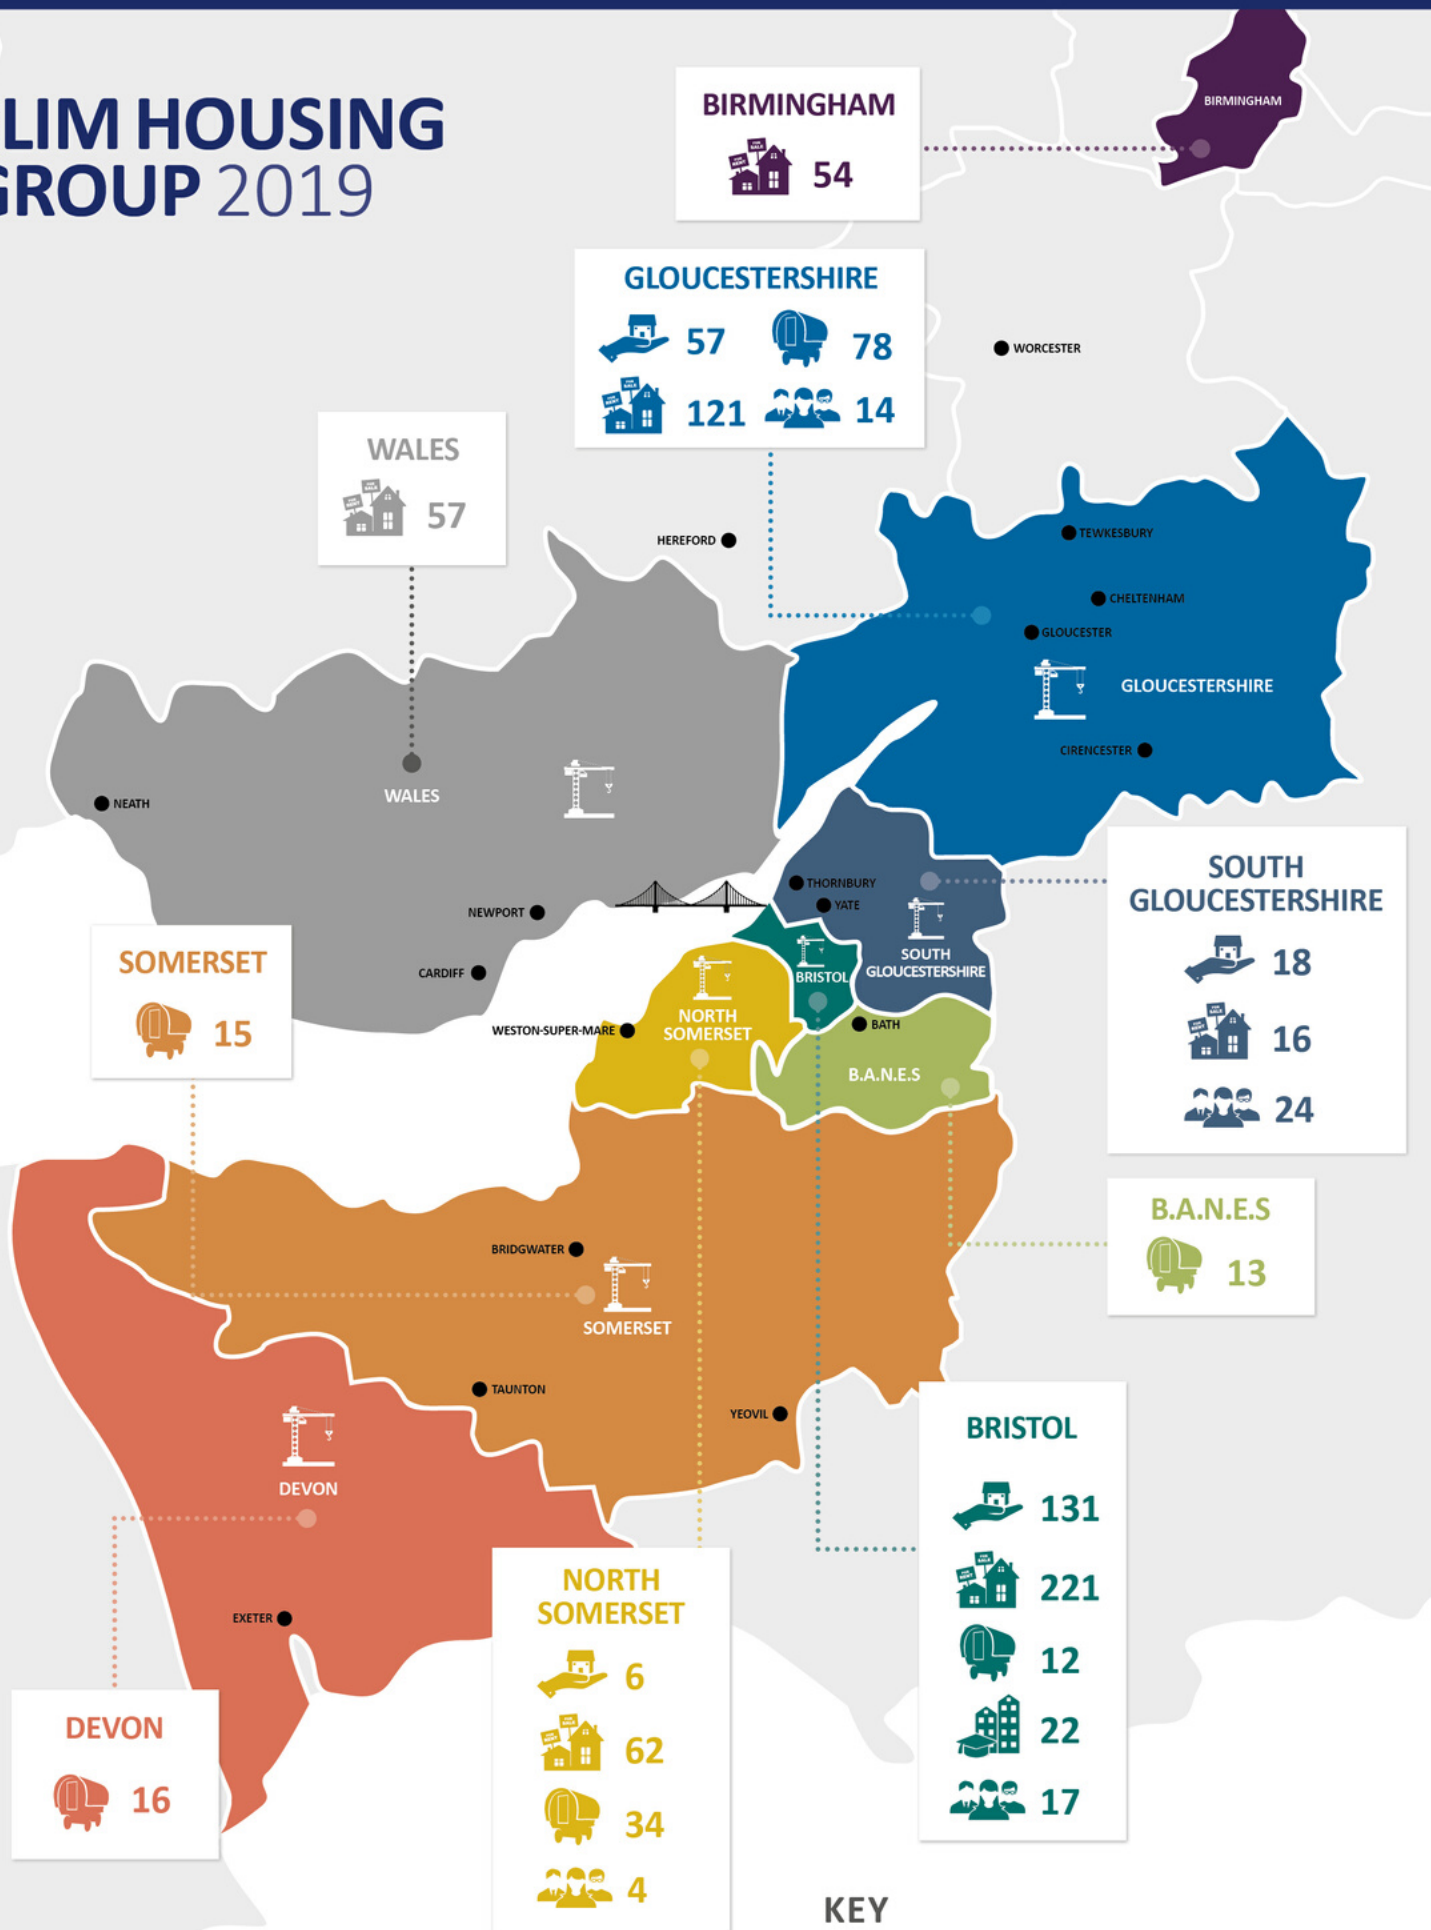 LIM HOUSING
GROUP 2019
BIRMINGHAM
54
BIRMINGHAM
GLOUCESTERSHIRE
57
78
121
14
WORCESTER
WALES
57
HEREFORD
TEWKESBURY
CHELTENHAM
GLOUCESTER
GLOUCESTERSHIRE
CIRENCESTER
WALES
NEATH
SOUTH
GLOUCESTERSHIRE
18
16
24
THORNBURY
YATE
NEWPORT
CARDIFF
SOUTH
GLOUCESTERSHIRE
BRISTOL
SOMERSET
15
NORTH
SOMERSET
WESTON-SUPER-MARE
BATH
B.A.N.E.S
B.A.N.E.S
13
BRIDGWATER
SOMERSET
TAUNTON
YEOVIL
BRISTOL
131
221
12
22
17
DEVON
EXETER
NORTH
SOMERSET
6
62
34
4
DEVON
16
KEY